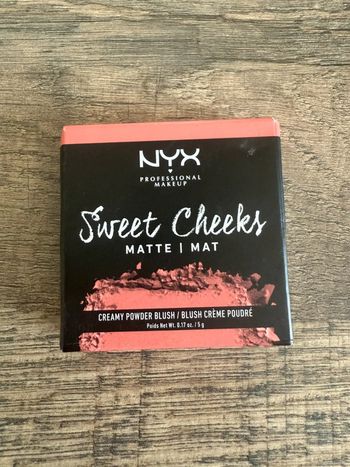 NYX
PROFESSIONAL
MAKEUP
Sweet Cheeks
MATTE | MAT
CREAMY POWDER BLUSH / BLUSH CRÈME POUDRÉ
Poids Net Wt. 0.17 oz. / 5 g